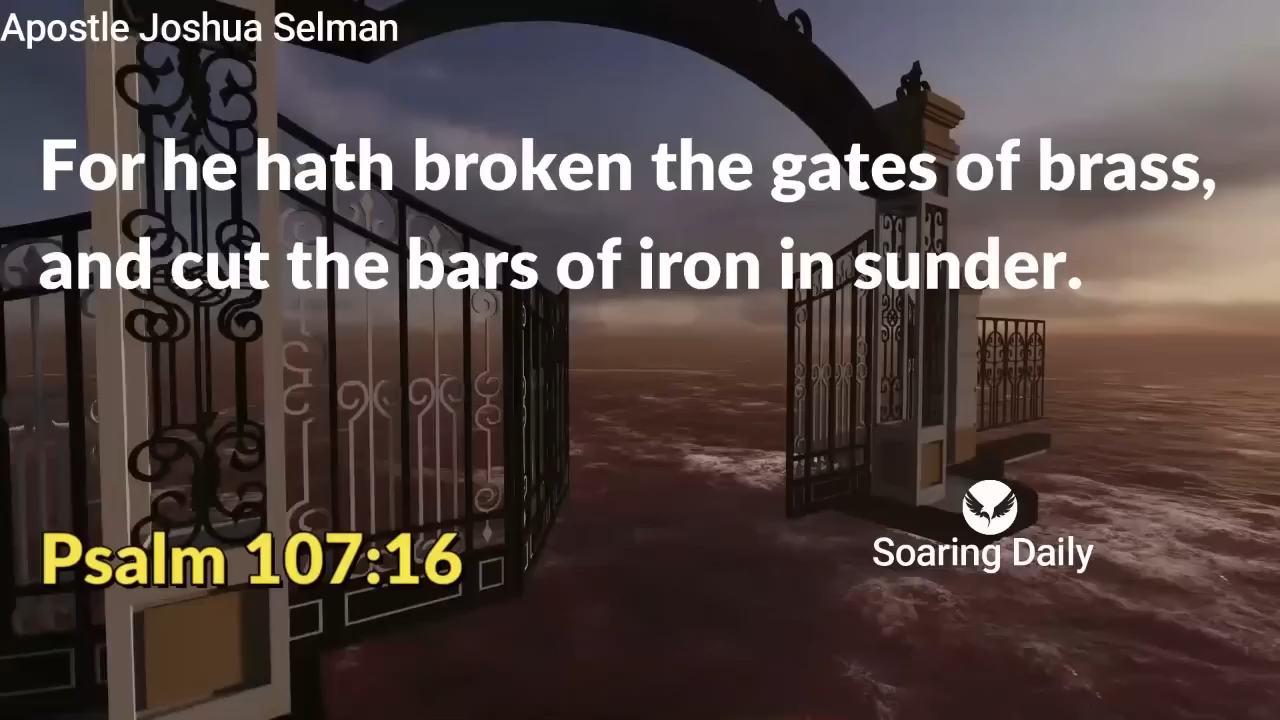 Apostle Joshua Selman
For he hath broken the gates of brass,
and cut the bars of iron in sunder.
Psalm 107:16
Soaring Daily